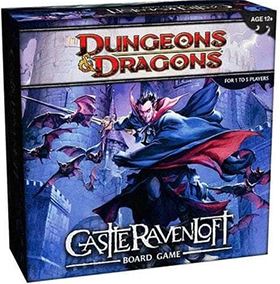 AGE 12+
DUNGEONS & DRAGONS
FOR 1 TO 5 PLAYERS
CASTLE RAVENLOFT
BOARD GAME